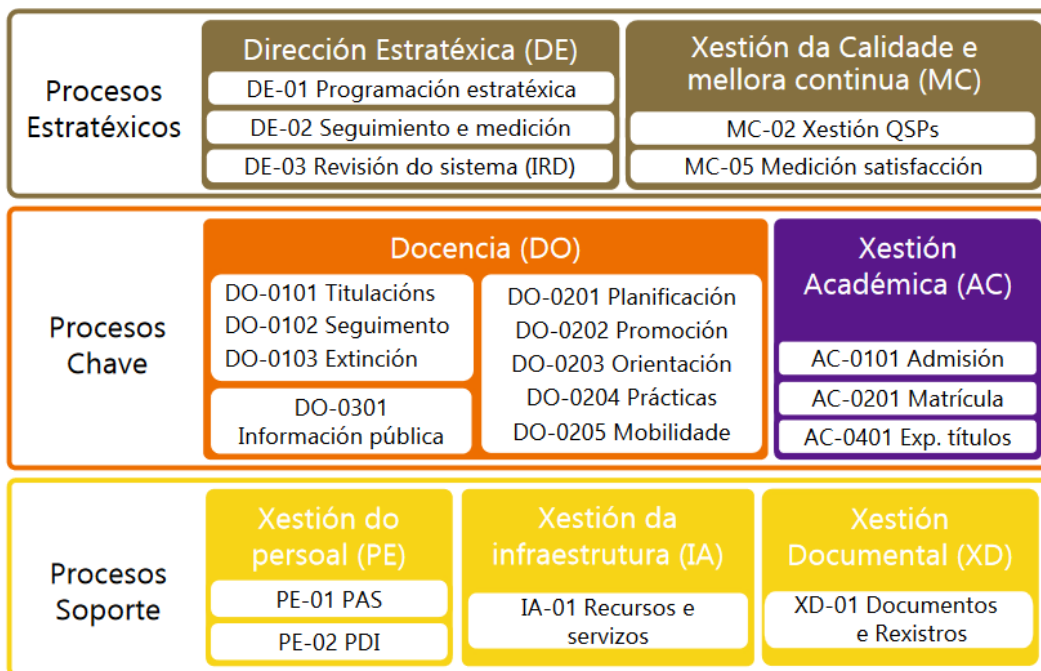 Procesos
Estratéxicos
Dirección Estratéxica (DE)
DE-01 Programación estratéxica
DE-02 Seguimiento e medición
DE-03 Revisión do sistema (IRD)
Xestión da Calidade e
mellora continua (MC)
MC-02 Xestión QSPs
MC-05 Medición satisfacción
Procesos
Chave
Docencia (DO)
DO-0101 Titulacións
DO-0102 Seguimento
DO-0103 Extinción
DO-0301
Información pública
DO-0201 Planificación
DO-0202 Promoción
DO-0203 Orientación
DO-0204 Prácticas
DO-0205 Mobilidade
Xestión
Académica (AC)
AC-0101 Admisión
AC-0201 Matrícula
AC-0401 Exp. títulos
Procesos
Soporte
Xestión do
persoal (PE)
PE-01 PAS
PE-02 PDI
Xestión da
infraestrutura (IA)
IA-01 Recursos e
servizos
Xestión
Documental (XD)
XD-01 Documentos
e Rexistros